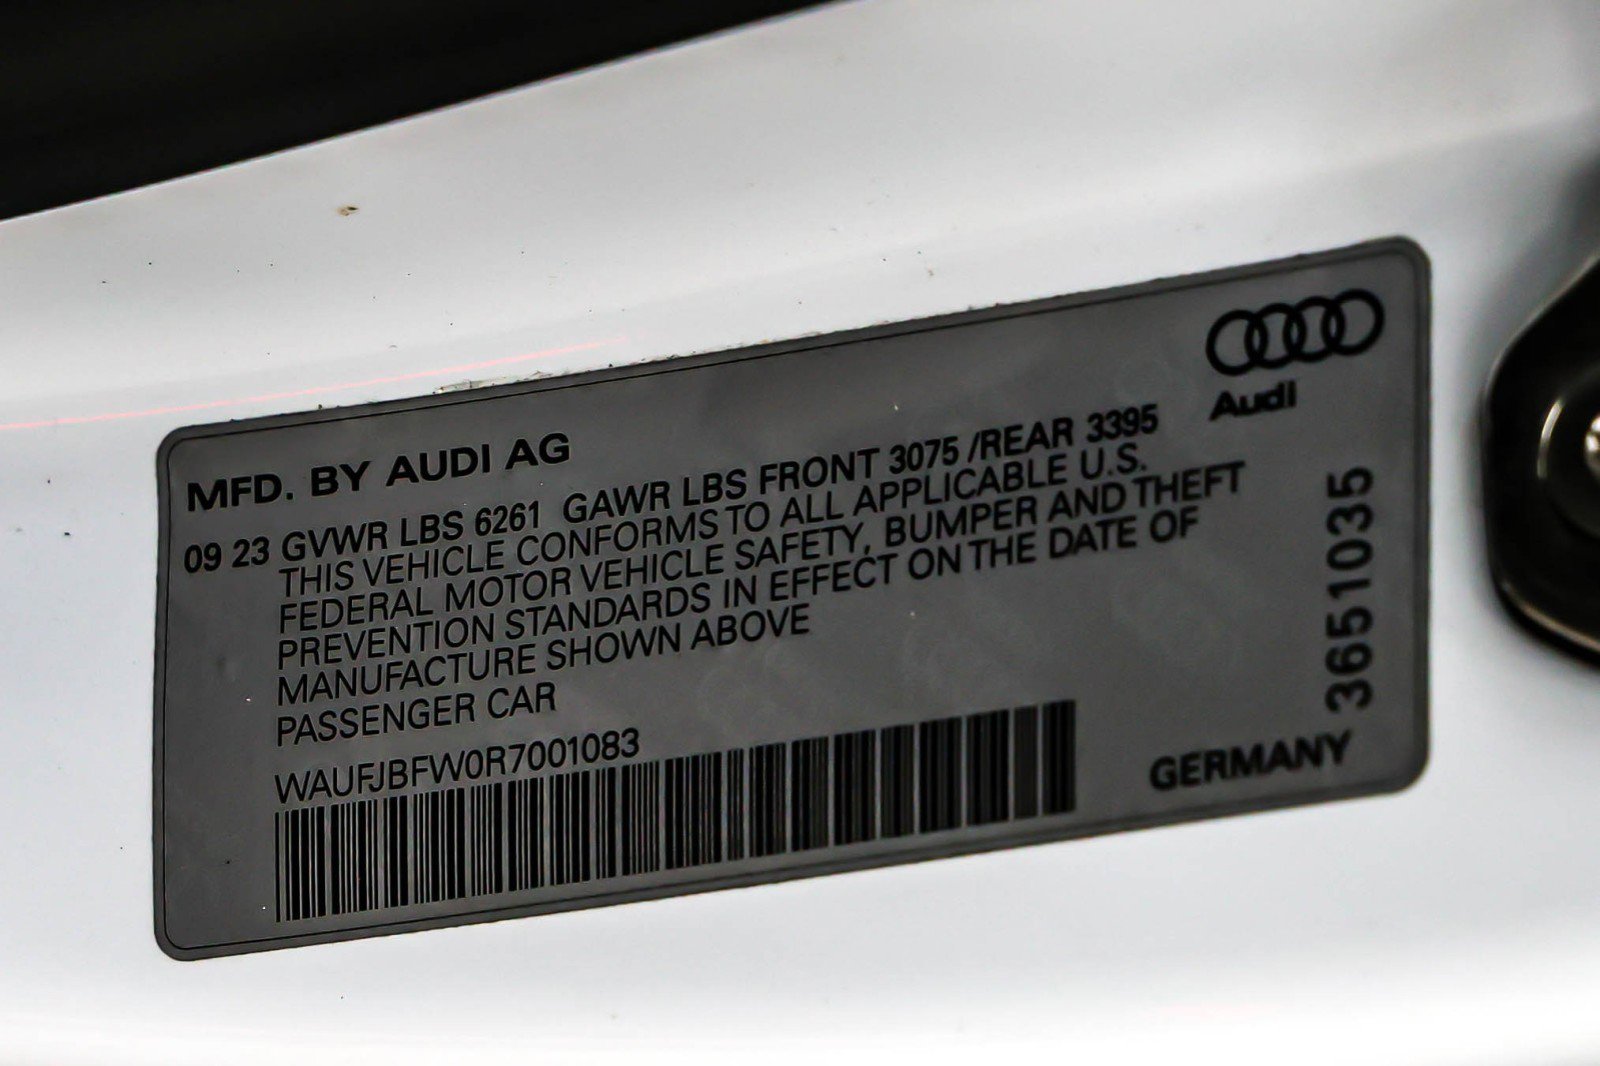 Audi
MFD. BY AUDI AG
09 23 GVWR LBS 6261 GAWR LBS FRONT 3075 /REAR 3395
THIS VEHICLE CONFORMS TO ALL APPLICABLE U.S.
FEDERAL MOTOR VEHICLE SAFETY, BUMPER AND THEFT
PREVENTION STANDARDS IN EFFECT ON THE DATE OF
MANUFACTURE SHOWN ABOVE
PASSENGER CAR
WAUFJBFW0R7001083
GERMANY
3651035